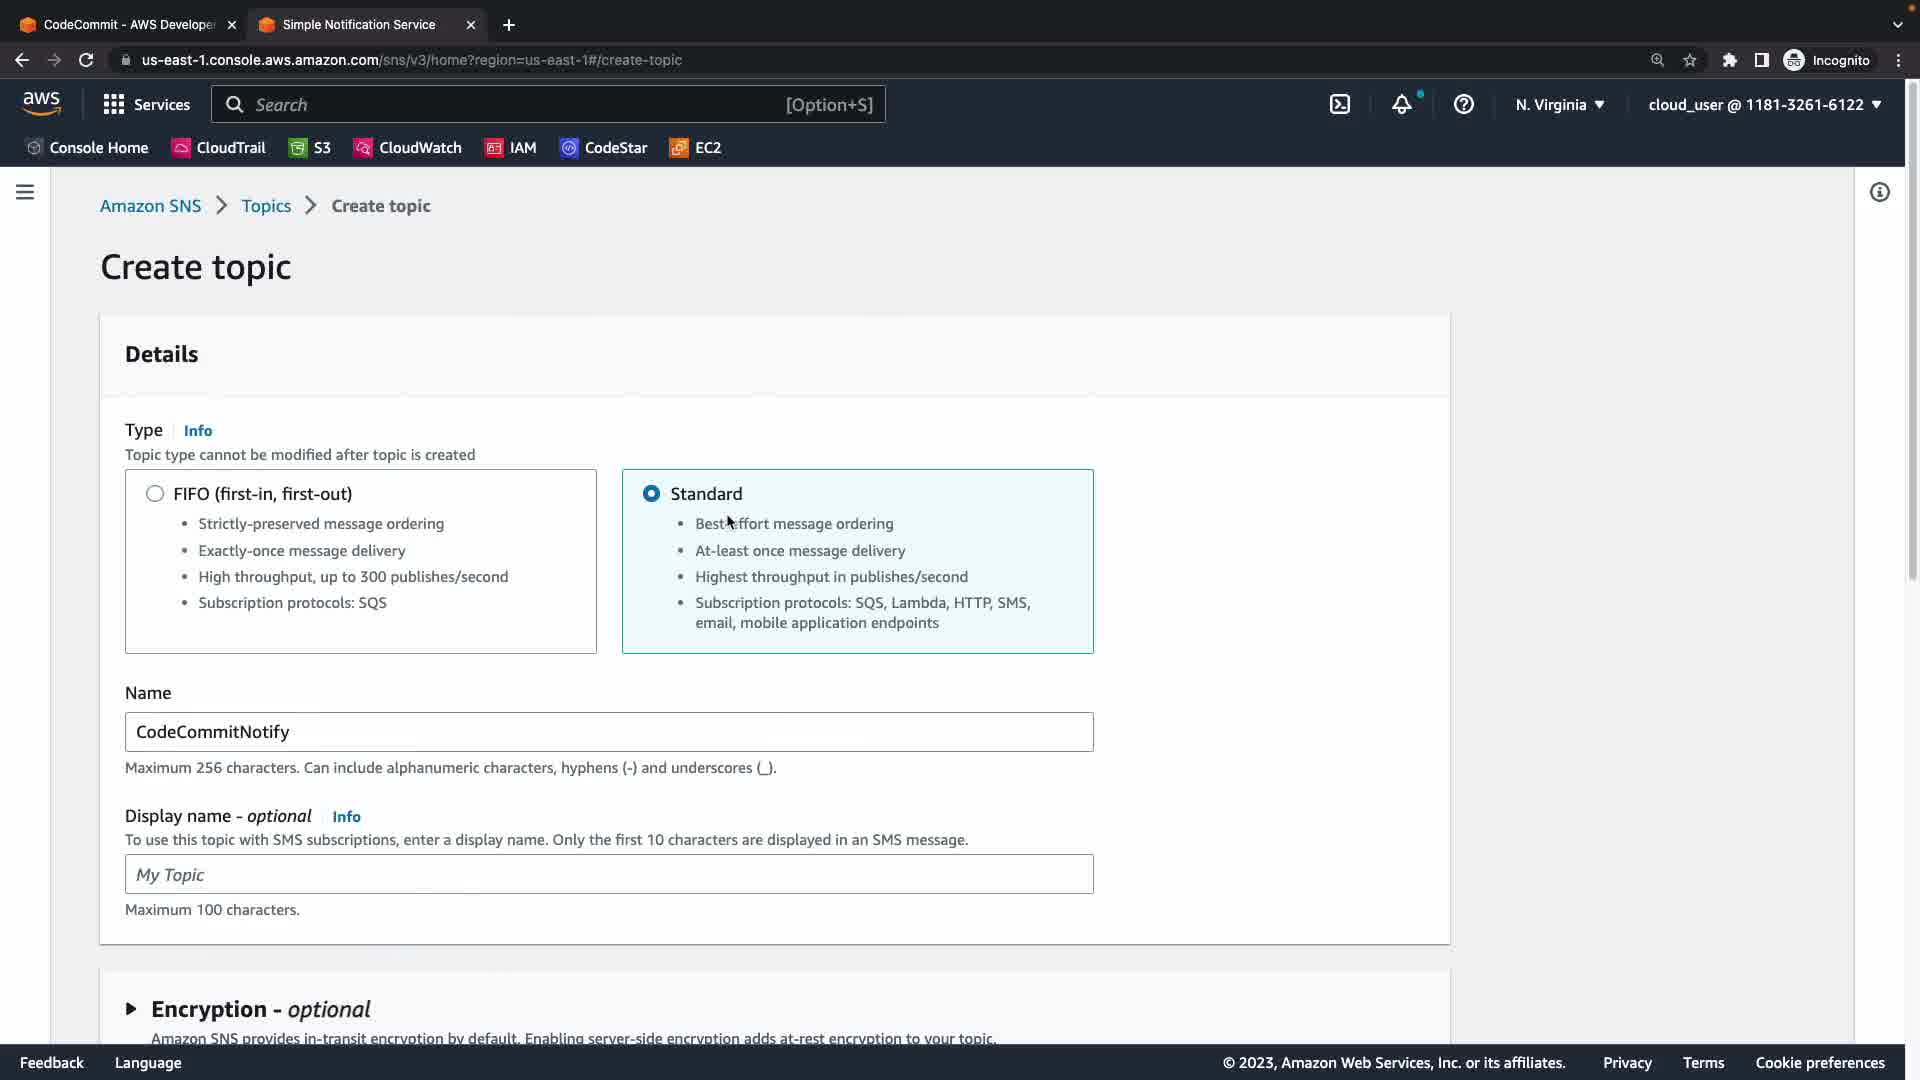 CodeCommit - AWS Develope
Simple Notification Service
us-east-1.console.aws.amazon.com/sns/v3/home?region=us-east-1#/create-topic
Incognito
aws
Services
Search
[Option+S]
N. Virginia
cloud_user @ 1181-3261-6122
Console Home
CloudTrail
S3
CloudWatch
IAM
CodeStar
EC2
Amazon SNS
Topics
Create topic
Create topic
Details
Type
Info
Topic type cannot be modified after topic is created
FIFO (first-in, first-out)
• Strictly-preserved message ordering
• Exactly-once message delivery
• High throughput, up to 300 publishes/second
• Subscription protocols: SQS
Standard
• Best-effort message ordering
• At-least once message delivery
• Highest throughput in publishes/second
• Subscription protocols: SQS, Lambda, HTTP, SMS,
email, mobile application endpoints
Name
CodeCommitNotify
Maximum 256 characters. Can include alphanumeric characters, hyphens (-) and underscores (_).
Display name - optional
Info
To use this topic with SMS subscriptions, enter a display name. Only the first 10 characters are displayed in an SMS message.
My Topic
Maximum 100 characters.
Encryption - optional
Amazon SNS provides in-transit encryption by default. Enabling server-side encryption adds at-rest encryption to your topic.
Feedback
Language
© 2023, Amazon Web Services, Inc. or its affiliates.
Privacy
Terms
Cookie preferences